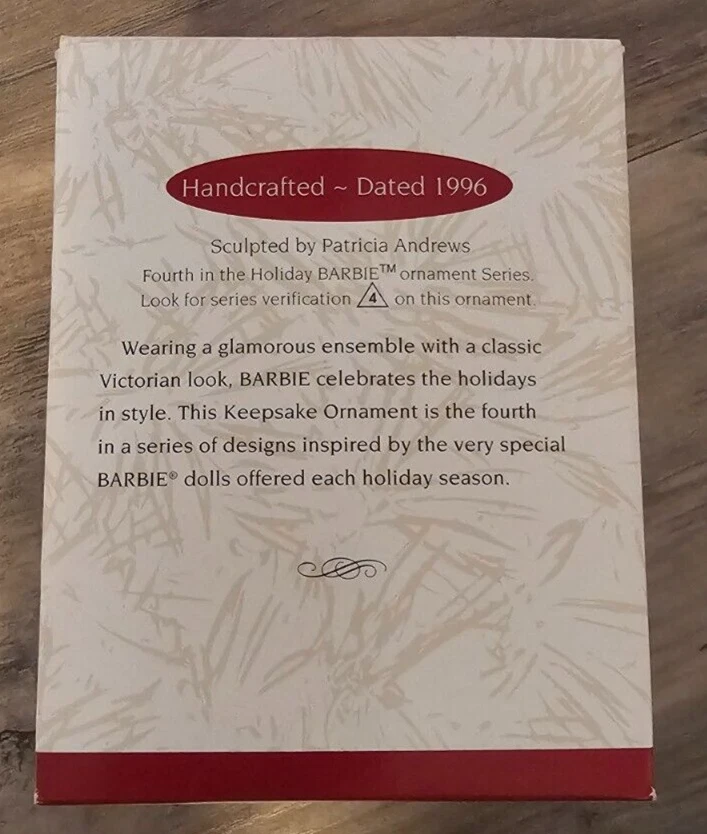 Handcrafted ~ Dated 1996
Sculpted by Patricia Andrews
Fourth in the Holiday BARBIE™ ornament Series.
Look for series verification 4 on this ornament.
Wearing a glamorous ensemble with a classic
Victorian look, BARBIE celebrates the holidays
in style. This Keepsake Ornament is the fourth
in a series of designs inspired by the very special
BARBIE® dolls offered each holiday season.